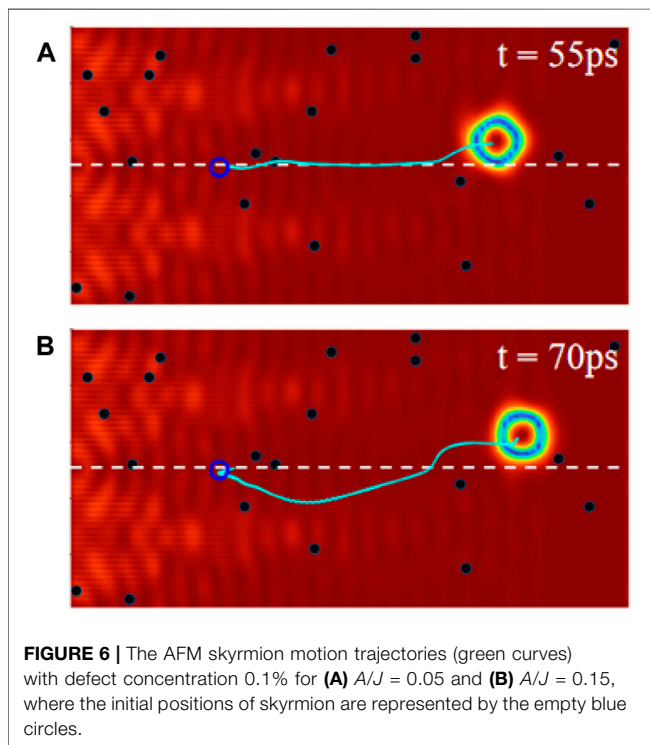 A
t = 55ps
B
t = 70ps
FIGURE 6 | The AFM skyrmion motion trajectories (green curves)
with defect concentration 0.1% for (A) A/J = 0.05 and (B) A/J = 0.15,
where the initial positions of skyrmion are represented by the empty blue
circles.